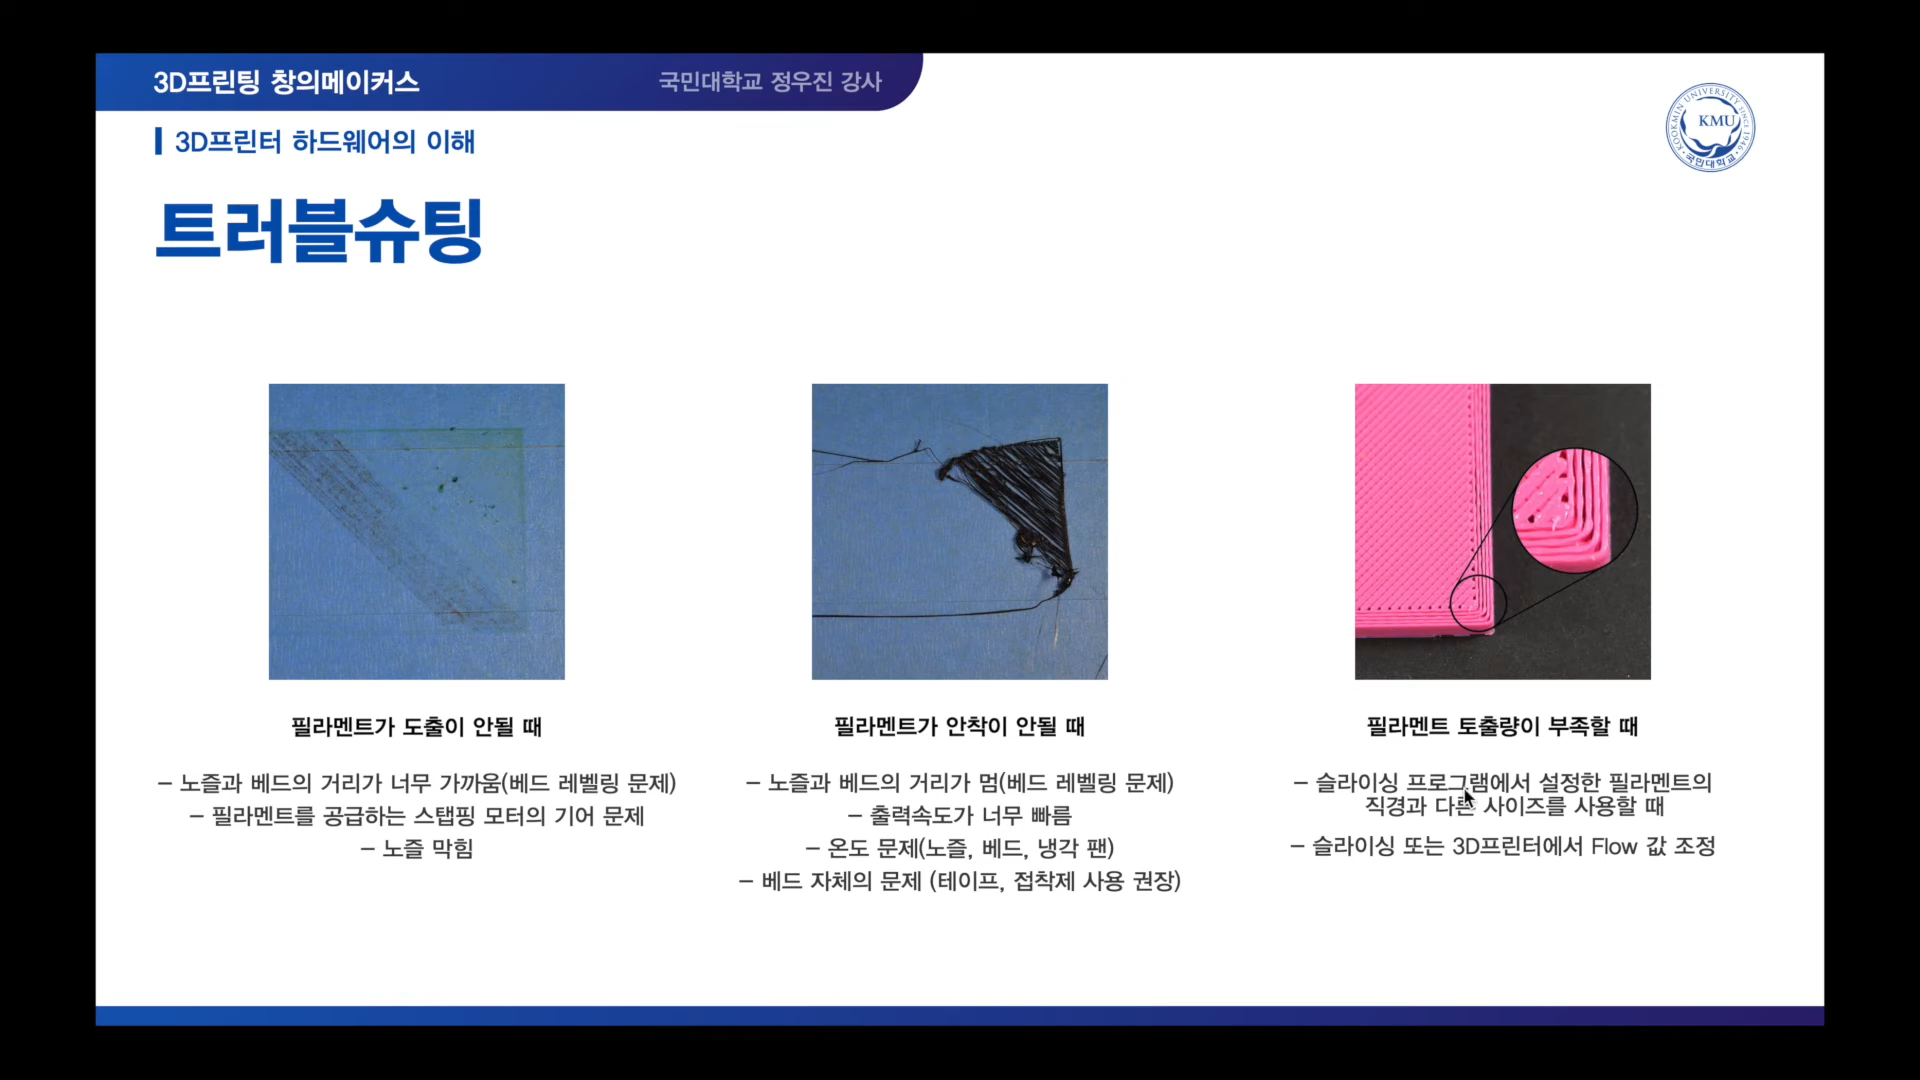 3D프린팅 창의메이커스
국민대학교 정우진 강사
KOOKMIN UNIVERSITY SINCE 1946
KMU
국민대학교
3D프린터 하드웨어의 이해
트러블슈팅
필라멘트가 도출이 안될 때
– 노즐과 베드의 거리가 너무 가까움(베드 레벨링 문제)
– 필라멘트를 공급하는 스탭핑 모터의 기어 문제
– 노즐 막힘
필라멘트가 안착이 안될 때
– 노즐과 베드의 거리가 멈(베드 레벨링 문제)
– 출력속도가 너무 빠름
– 온도 문제(노즐, 베드, 냉각 팬)
– 베드 자체의 문제 (테이프, 접착제 사용 권장)
필라멘트 토출량이 부족할 때
– 슬라이싱 프로그램에서 설정한 필라멘트의
직경과 다른 사이즈를 사용할 때
– 슬라이싱 또는 3D프린터에서 Flow 값 조정